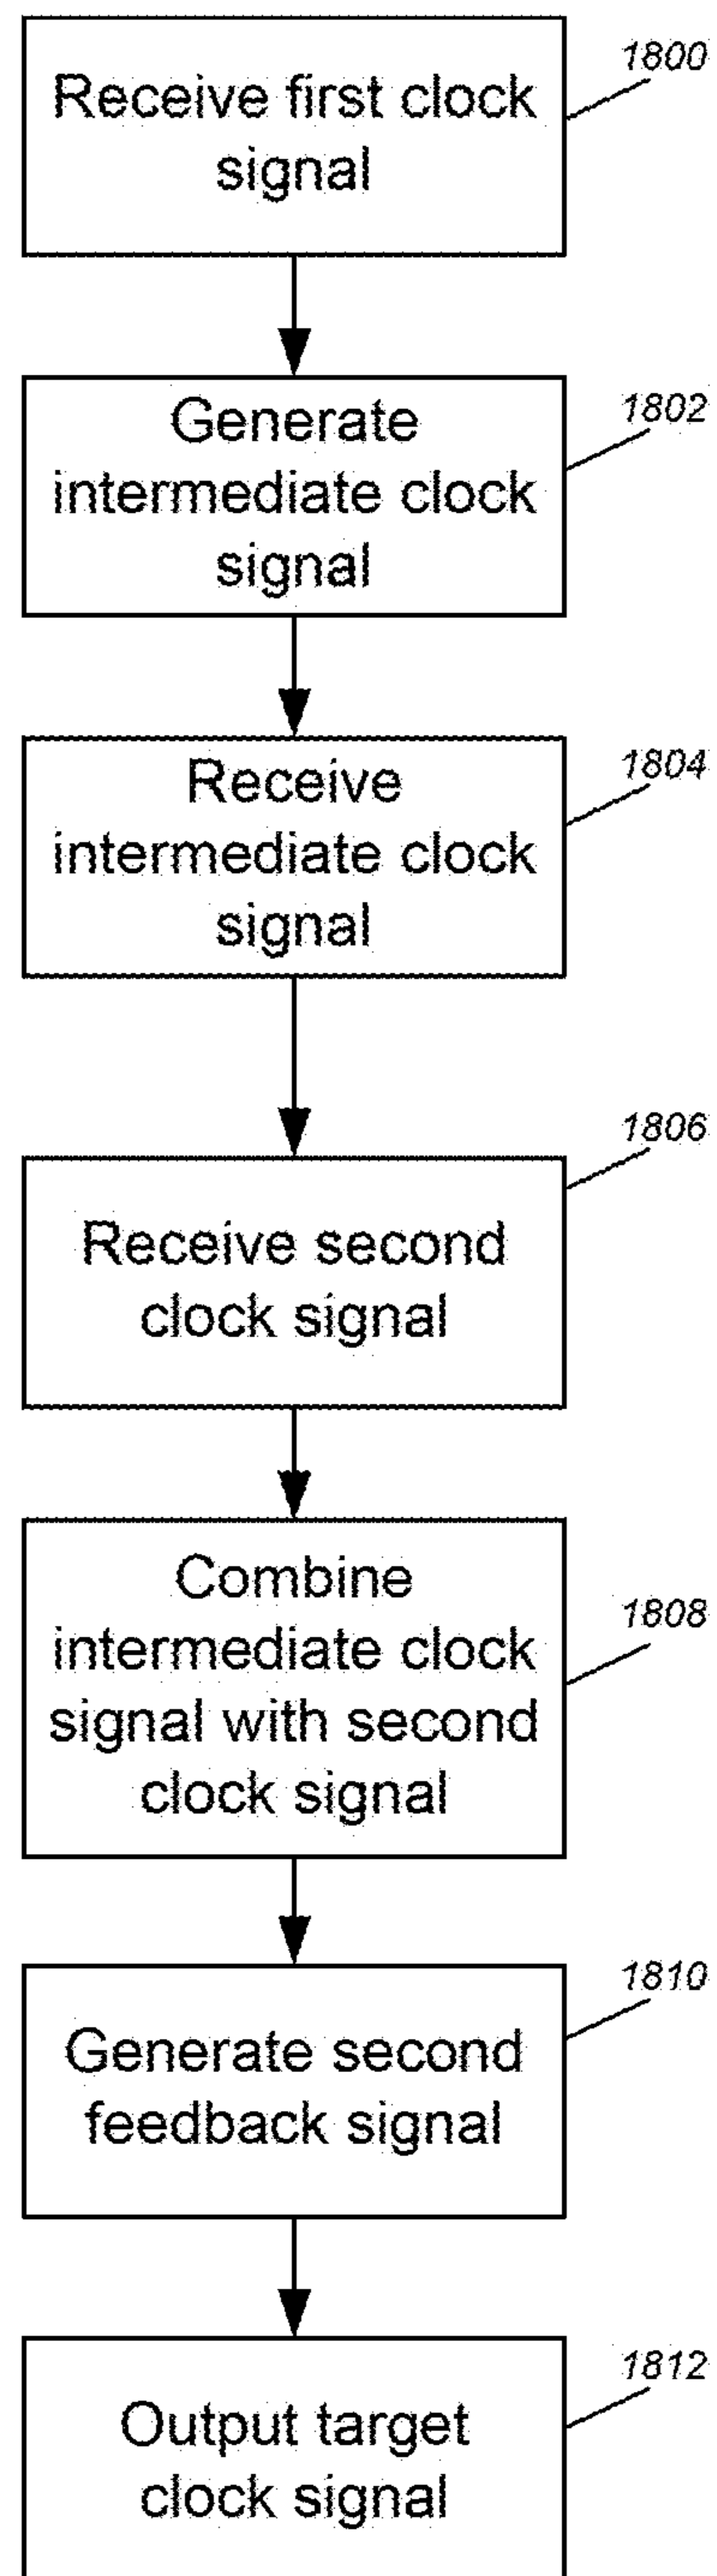 1800
Receive first clock
signal
1802
Generate
intermediate clock
signal
1804
Receive
intermediate clock
signal
1806
Receive second
clock signal
1808
Combine
intermediate clock
signal with second
clock signal
1810
Generate second
feedback signal
1812
Output target
clock signal